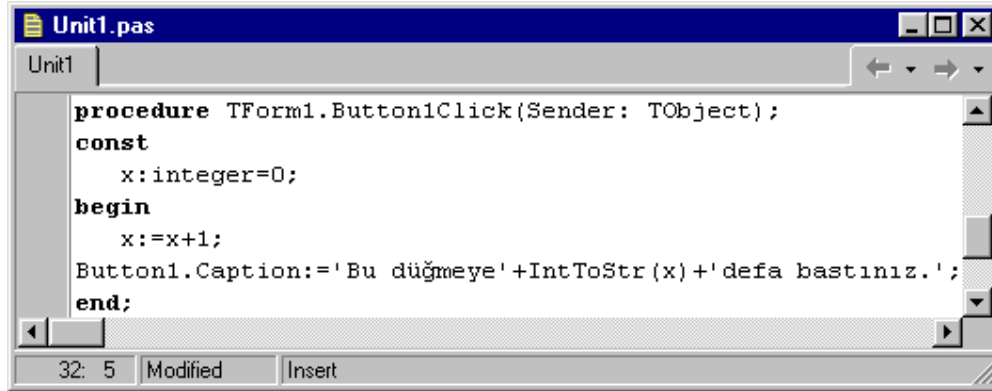 Unit1.pas
Unit1
procedure TForm1.Button1Click(Sender: TObject);
const
x:integer=0;
begin
x:=x+1;
Button1.Caption:='Bu düğmeye'+IntToStr(x)+'defa bastınız.';
end;
32: 5 Modified Insert